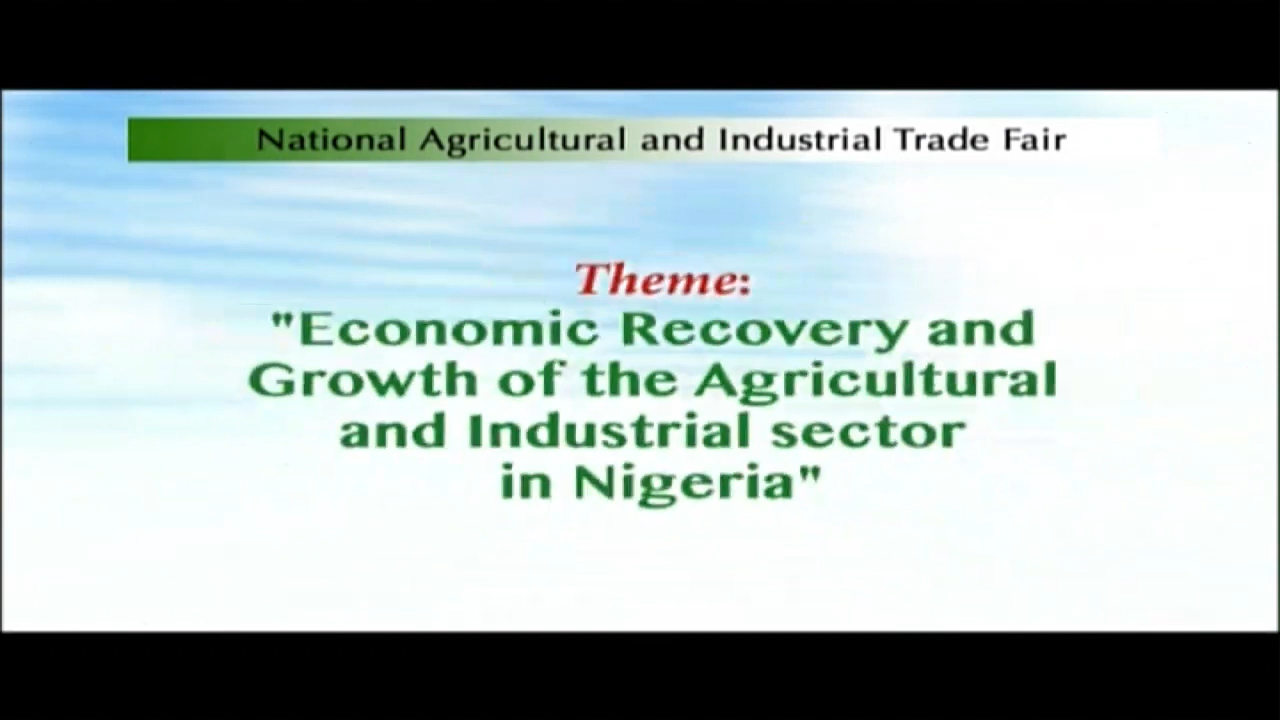 National Agricultural and Industrial Trade Fair
Theme:
"Economic Recovery and
Growth of the Agricultural
and Industrial sector
in Nigeria"